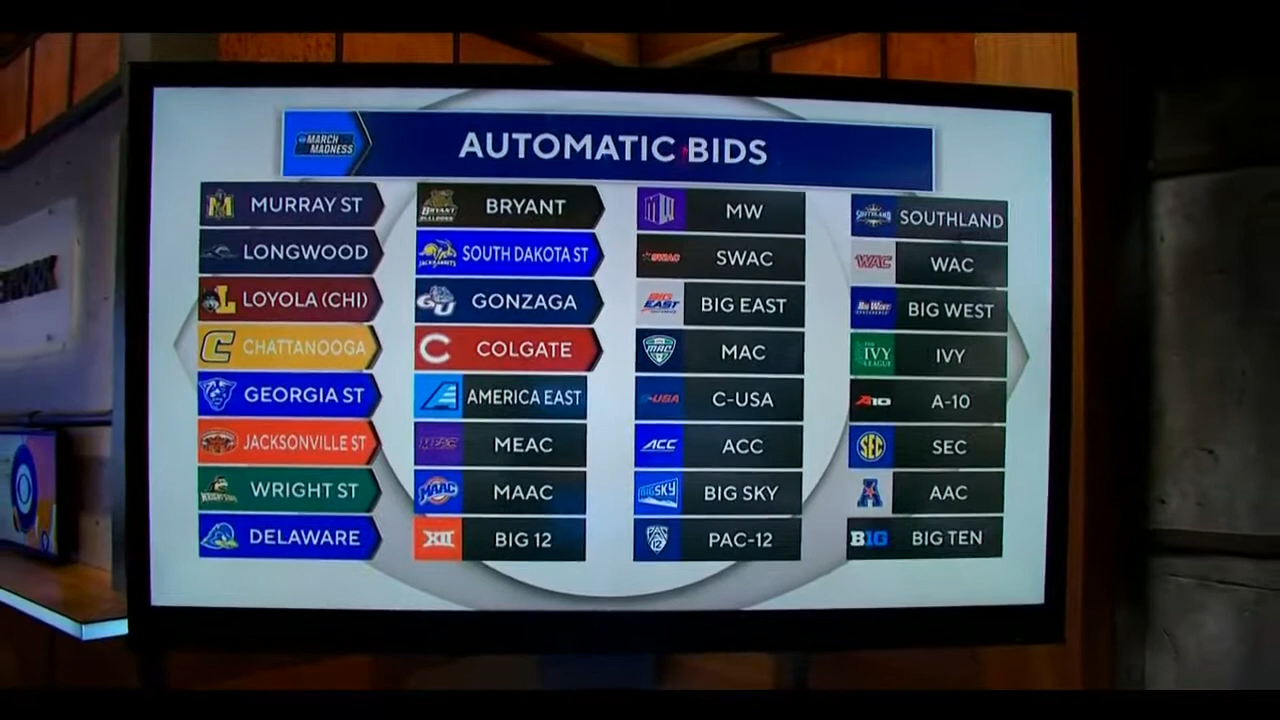 MARCH
MADNESS
AUTOMATIC BIDS
MURRAY ST
LONGWOOD
LOYOLA (CHI)
CHATTANOOGA
GEORGIA ST
JACKSONVILLE ST
WRIGHT ST
DELAWARE
BRYANT
SOUTH DAKOTA ST
GONZAGA
COLGATE
AMERICA EAST
MEAC
MAAC
BIG 12
MW
SWAC
BIG EAST
MAC
C-USA
ACC
BIG SKY
PAC-12
SOUTHLAND
WAC
BIG WEST
IVY
A-10
SEC
AAC
BIG TEN